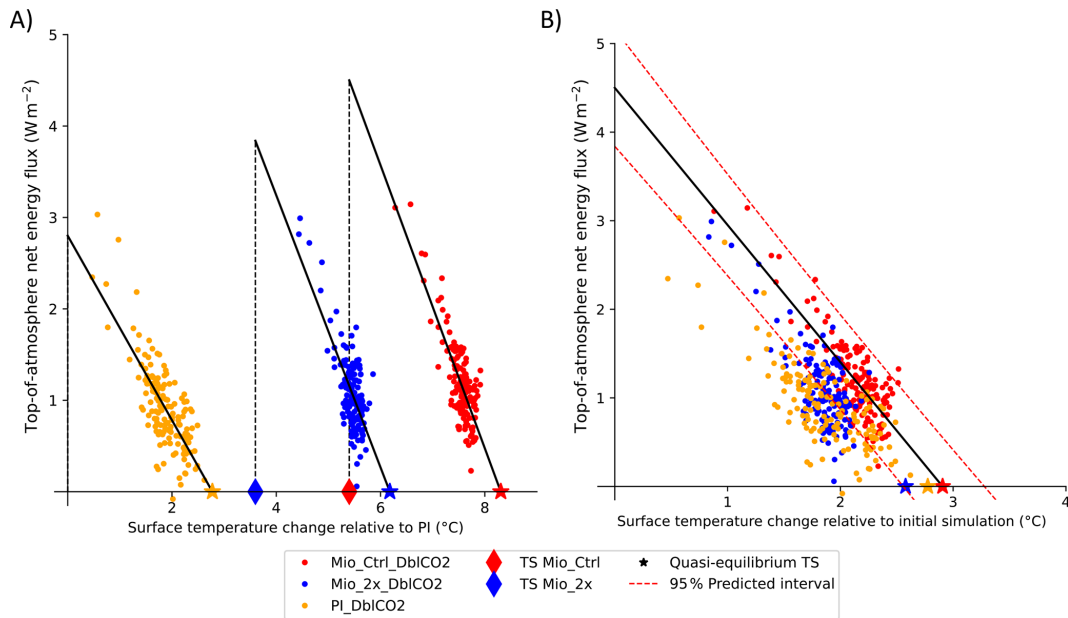 A)
B)
5
4
3
2
1
Top-of-atmosphere net energy flux (W m−2)
2
4
6
8
Surface temperature change relative to PI (°C)
5
4
3
2
1
Top-of-atmosphere net energy flux (W m−2)
1
2
3
4
Surface temperature change relative to initial simulation (°C)
Mio_Ctrl_DblCO2
Mio_2x_DblCO2
PI_DblCO2
TS Mio_Ctrl
TS Mio_2x
Quasi-equilibrium TS
95 % Predicted interval